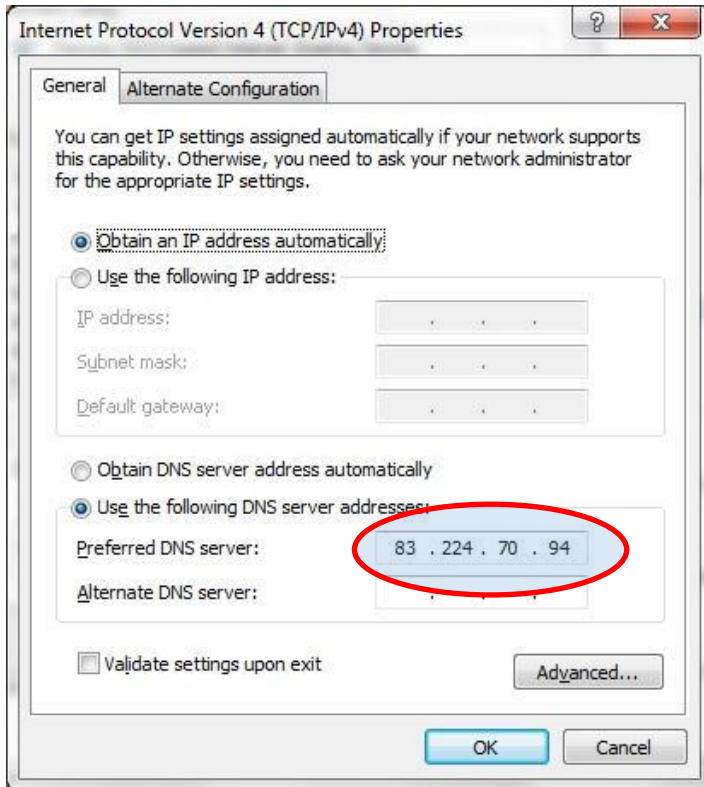 Internet Protocol Version 4 (TCP/IPv4) Properties
General
Alternate Configuration
You can get IP settings assigned automatically if your network supports
this capability. Otherwise, you need to ask your network administrator
for the appropriate IP settings.
Obtain an IP address automatically
Use the following IP address:
IP address: . . .
Subnet mask: . . .
Default gateway: . . .
Obtain DNS server address automatically
Use the following DNS server addresses:
Preferred DNS server: 83 . 224 . 70 . 94
Alternate DNS server: . . .
Validate settings upon exit
Advanced...
OK
Cancel